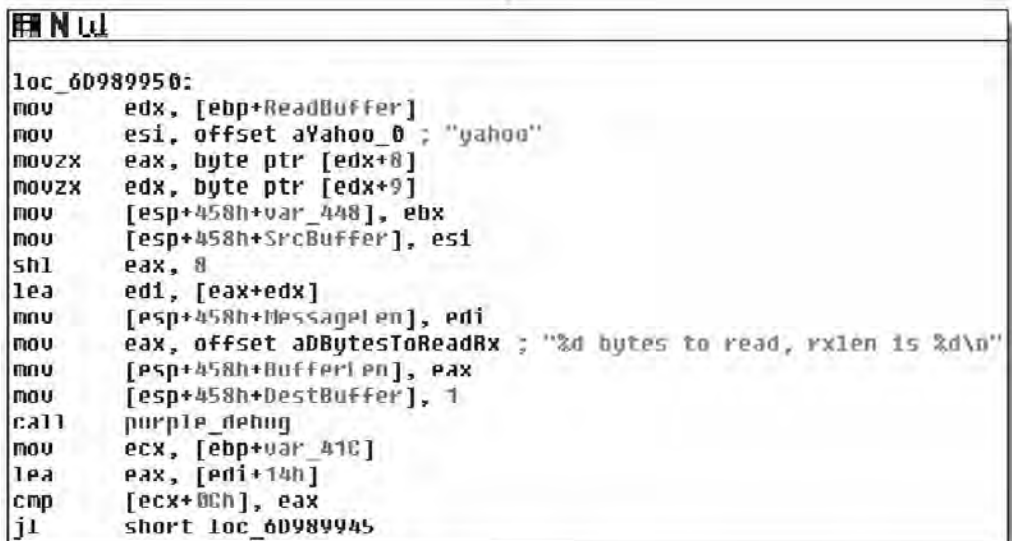 loc_6D989950:
mov edx, [ebp+ReadBuffer]
mov esi, offset aYahoo_0 ; "yahoo"
movzx eax, byte ptr [edx+8]
movzx edx, byte ptr [edx+9]
mov [esp+458h+var_448], ebx
mov [esp+458h+SrcBuffer], esi
shl eax, 8
lea edi, [eax+edx]
mov [esp+458h+MessageLen], edi
mov eax, offset aDBytesToReadRx ; "%d bytes to read, rxlen is %d\n"
mov [esp+458h+BufferLen], eax
mov [esp+458h+DestBuffer], 1
call purple_debug
mov ecx, [ebp+var_41C]
lea eax, [edi+14h]
cmp [ecx+0Ch], eax
jl short loc_6D989945